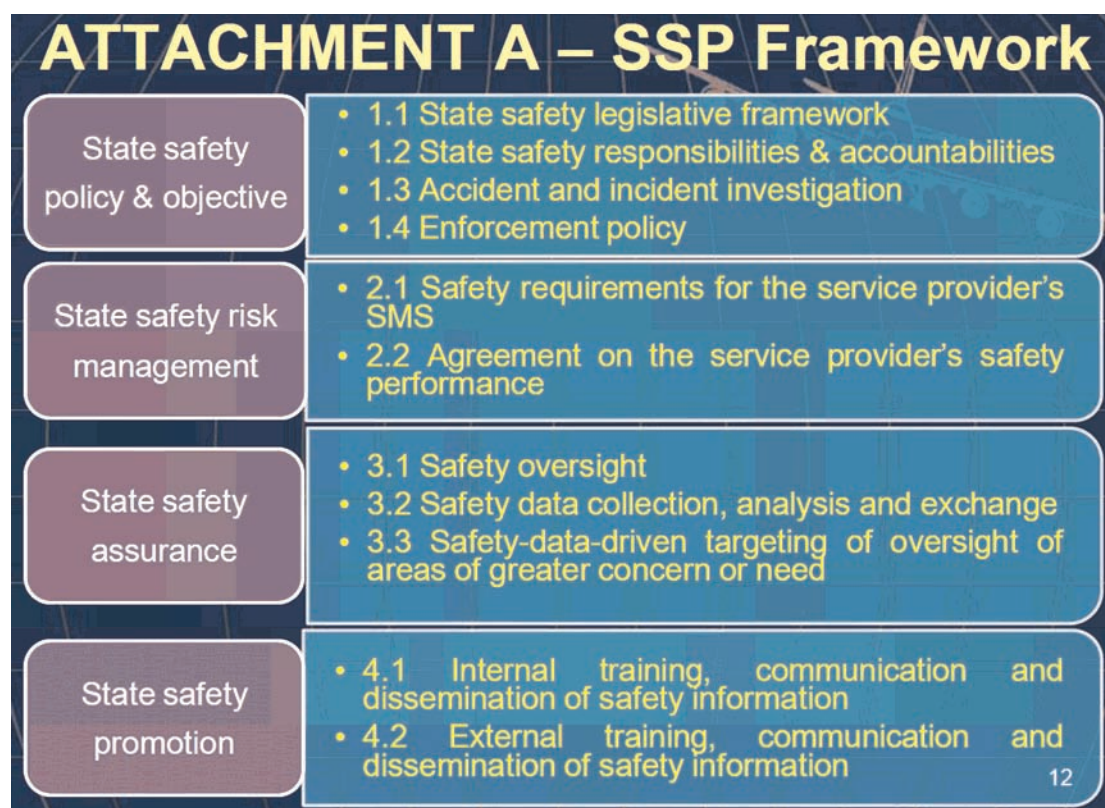 ATTACHMENT A – SSP Framework
State safety
policy & objective
• 1.1 State safety legislative framework
• 1.2 State safety responsibilities & accountabilities
• 1.3 Accident and incident investigation
• 1.4 Enforcement policy
State safety risk
management
• 2.1 Safety requirements for the service provider's
SMS
• 2.2 Agreement on the service provider's safety
performance
State safety
assurance
• 3.1 Safety oversight
• 3.2 Safety data collection, analysis and exchange
• 3.3 Safety-data-driven targeting of oversight of
areas of greater concern or need
State safety
promotion
• 4.1 Internal training, communication and
dissemination of safety information
• 4.2 External training, communication and
dissemination of safety information
12